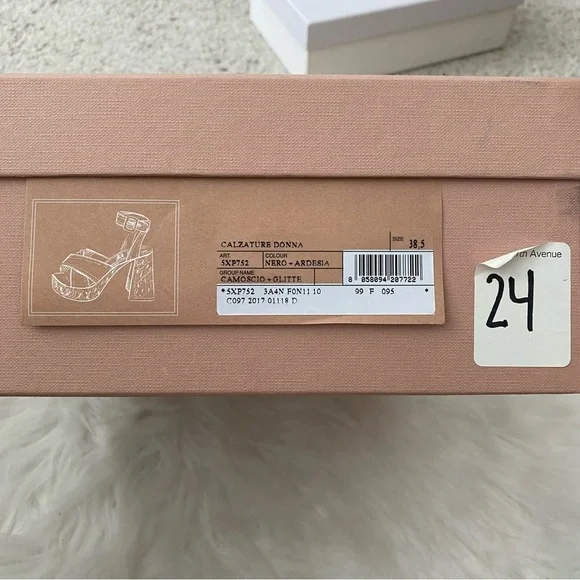 CALZATURE DONNA
SIZE 38,5
ART. COLOUR
5XP752 NERO+ARDESIA
GROUP NAME
CAMOSCIO+GLITTE
8 058094 287722
*5XP752 3A4N F0N11 10 99 F 095 *
C097 2017 01118 D
Avenue
24